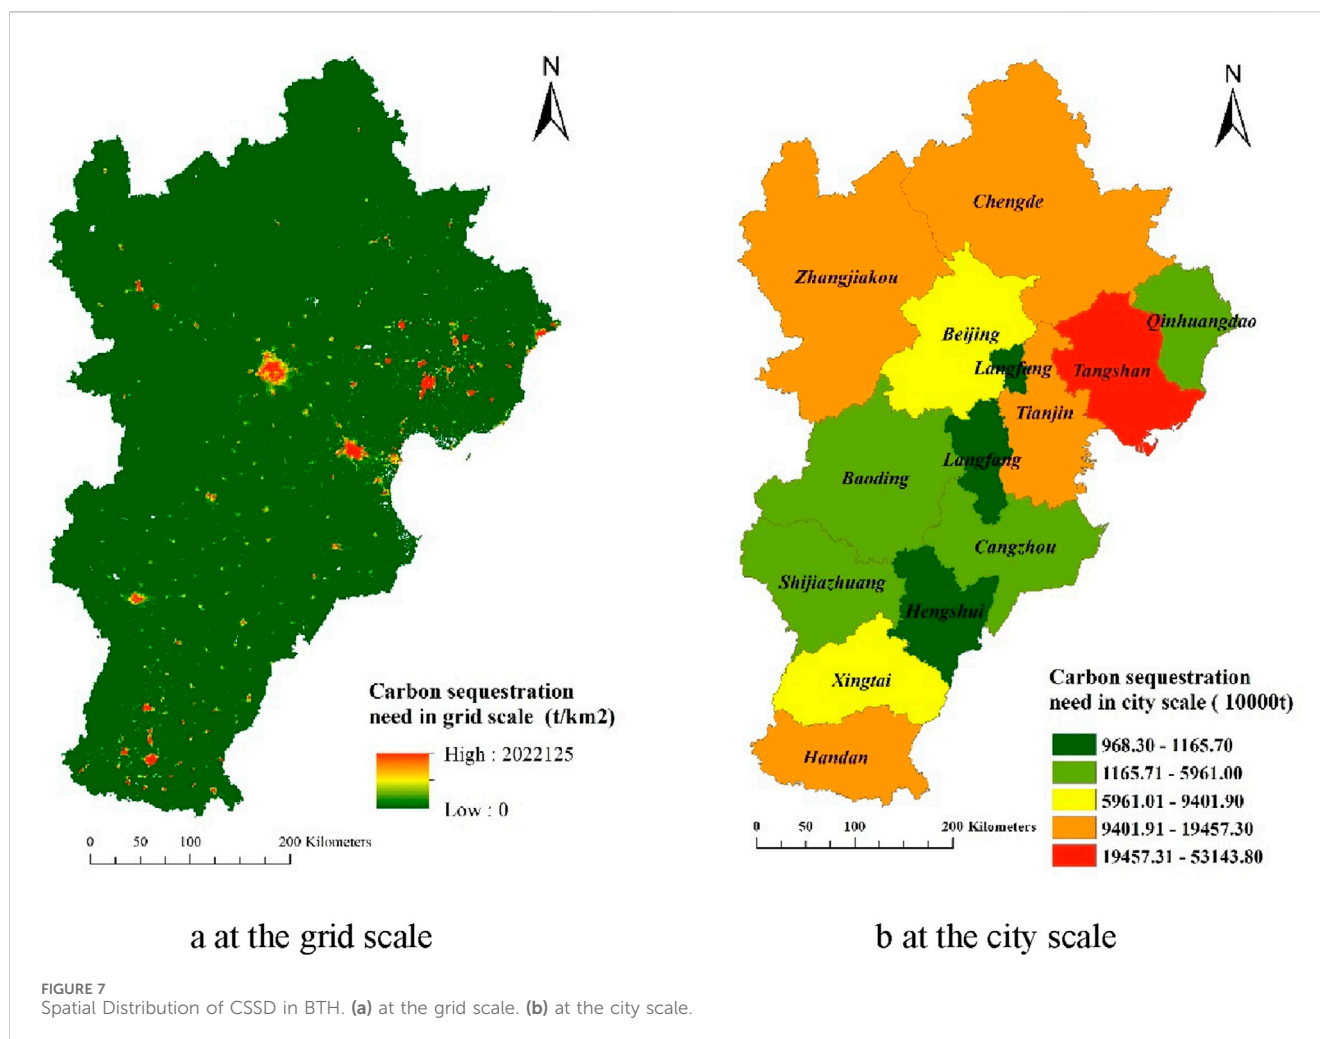 N
Carbon sequestration
need in grid scale (t/km2)
High : 2022125
Low : 0
0 50 100 200 Kilometers
a at the grid scale
N
Chengde
Zhangjiakou
Qinhuangdao
Beijing
Langfang
Tangshan
Tianjin
Langfang
Baoding
Cangzhou
Shijiazhuang
Hengshui
Xingtai
Handan
Carbon sequestration
need in city scale ( 10000t)
968.30 - 1165.70
1165.71 - 5961.00
5961.01 - 9401.90
9401.91 - 19457.30
19457.31 - 53143.80
0 50 100 200 Kilometers
b at the city scale
FIGURE 7
Spatial Distribution of CSSD in BTH. (a) at the grid scale. (b) at the city scale.